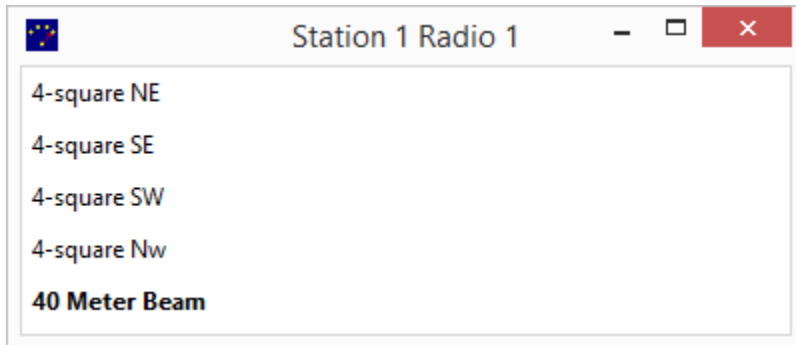 Station 1 Radio 1
4-square NE
4-square SE
4-square SW
4-square Nw
40 Meter Beam